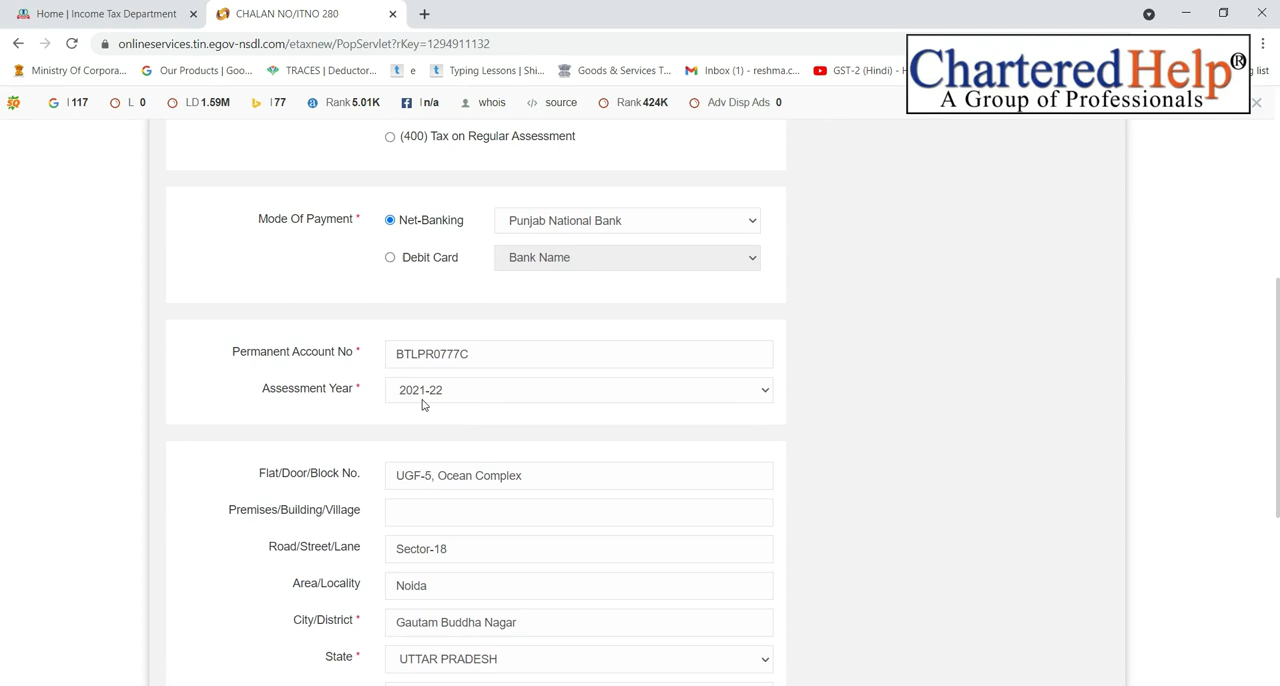 Home | Income Tax Department
CHALAN NO/ITNO 280
onlineservices.tin.egov-nsdl.com/etaxnew/PopServlet?rKey=1294911132
Ministry Of Corpora...
Our Products | Goo...
TRACES | Deductor...
e
Typing Lessons | Shi...
Goods & Services T...
Inbox (1) - reshma.c...
GST-2 (Hindi) - H
g list
CharteredHelp®
A Group of Professionals
I 117
L 0
LD 1.59M
I 77
Rank 5.01K
I n/a
whois
source
Rank 424K
Adv Disp Ads 0
(400) Tax on Regular Assessment
Mode Of Payment *
Net-Banking
Punjab National Bank
Debit Card
Bank Name
Permanent Account No *
BTLPR0777C
Assessment Year *
2021-22
Flat/Door/Block No.
UGF-5, Ocean Complex
Premises/Building/Village
Road/Street/Lane
Sector-18
Area/Locality
Noida
City/District *
Gautam Buddha Nagar
State *
UTTAR PRADESH